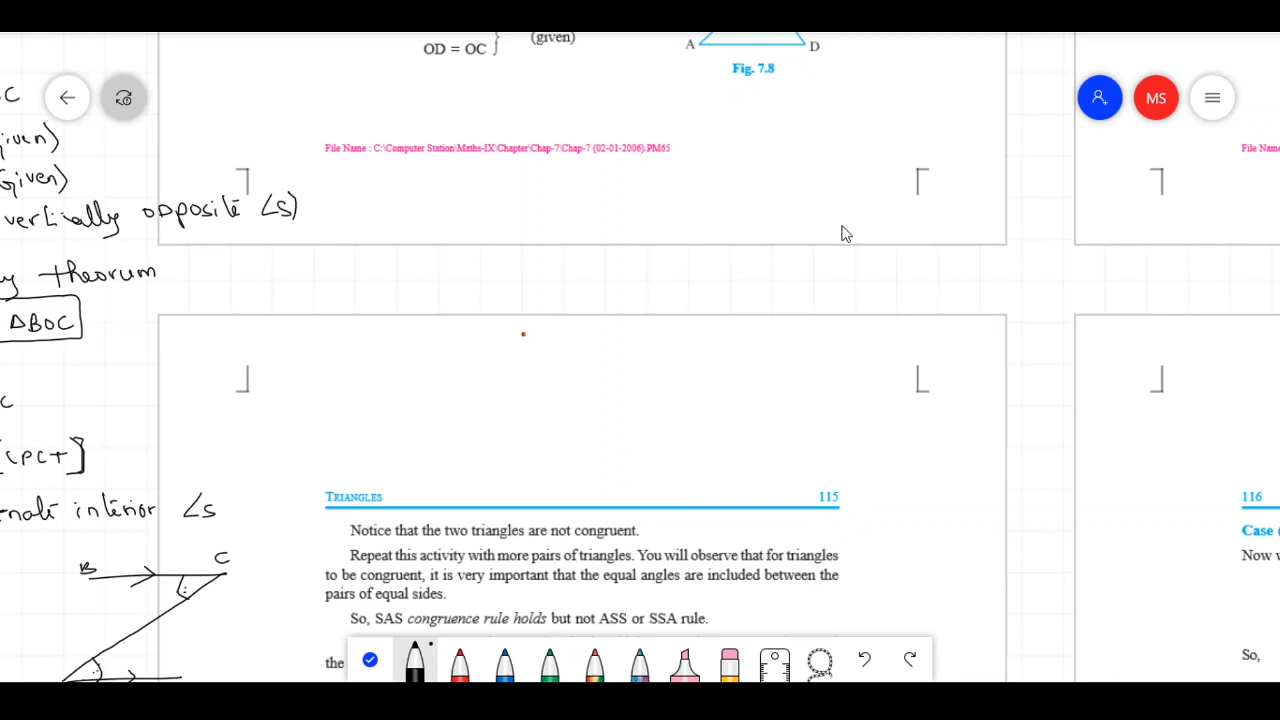 OD = OC } (given)
A D
Fig. 7.8
MS
File Name : C:\Computer Station\Maths-IX\Chapter\Chap-7\Chap-7 (02-01-2006).PM65
File Name
C
given)
Given)
vertically opposite ∠s)
theorum
ΔBOC
C
[CPCT]
interior ∠s
B C
TRIANGLES 115
Notice that the two triangles are not congruent.
Repeat this activity with more pairs of triangles. You will observe that for triangles
to be congruent, it is very important that the equal angles are included between the
pairs of equal sides.
So, SAS congruence rule holds but not ASS or SSA rule.
the
116
Case (
Now
So,